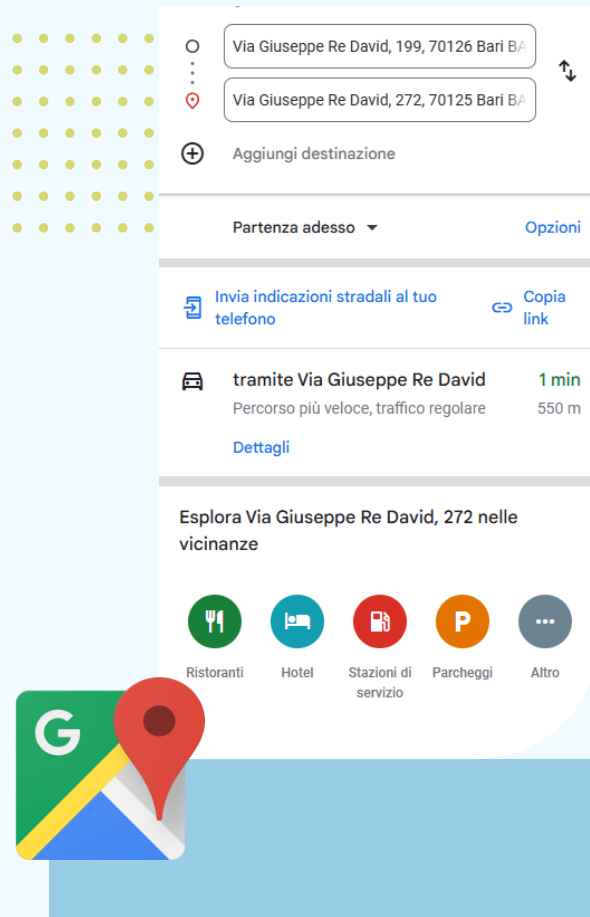 Via Giuseppe Re David, 199, 70126 Bari BA
Via Giuseppe Re David, 272, 70125 Bari BA
Aggiungi destinazione
Partenza adesso
Opzioni
Invia indicazioni stradali al tuo
telefono
Copia
link
tramite Via Giuseppe Re David
1 min
Percorso più veloce, traffico regolare
550 m
Dettagli
Esplora Via Giuseppe Re David, 272 nelle
vicinanze
P
Ristoranti
Hotel
Stazioni di
servizio
Parcheggi
Altro
G